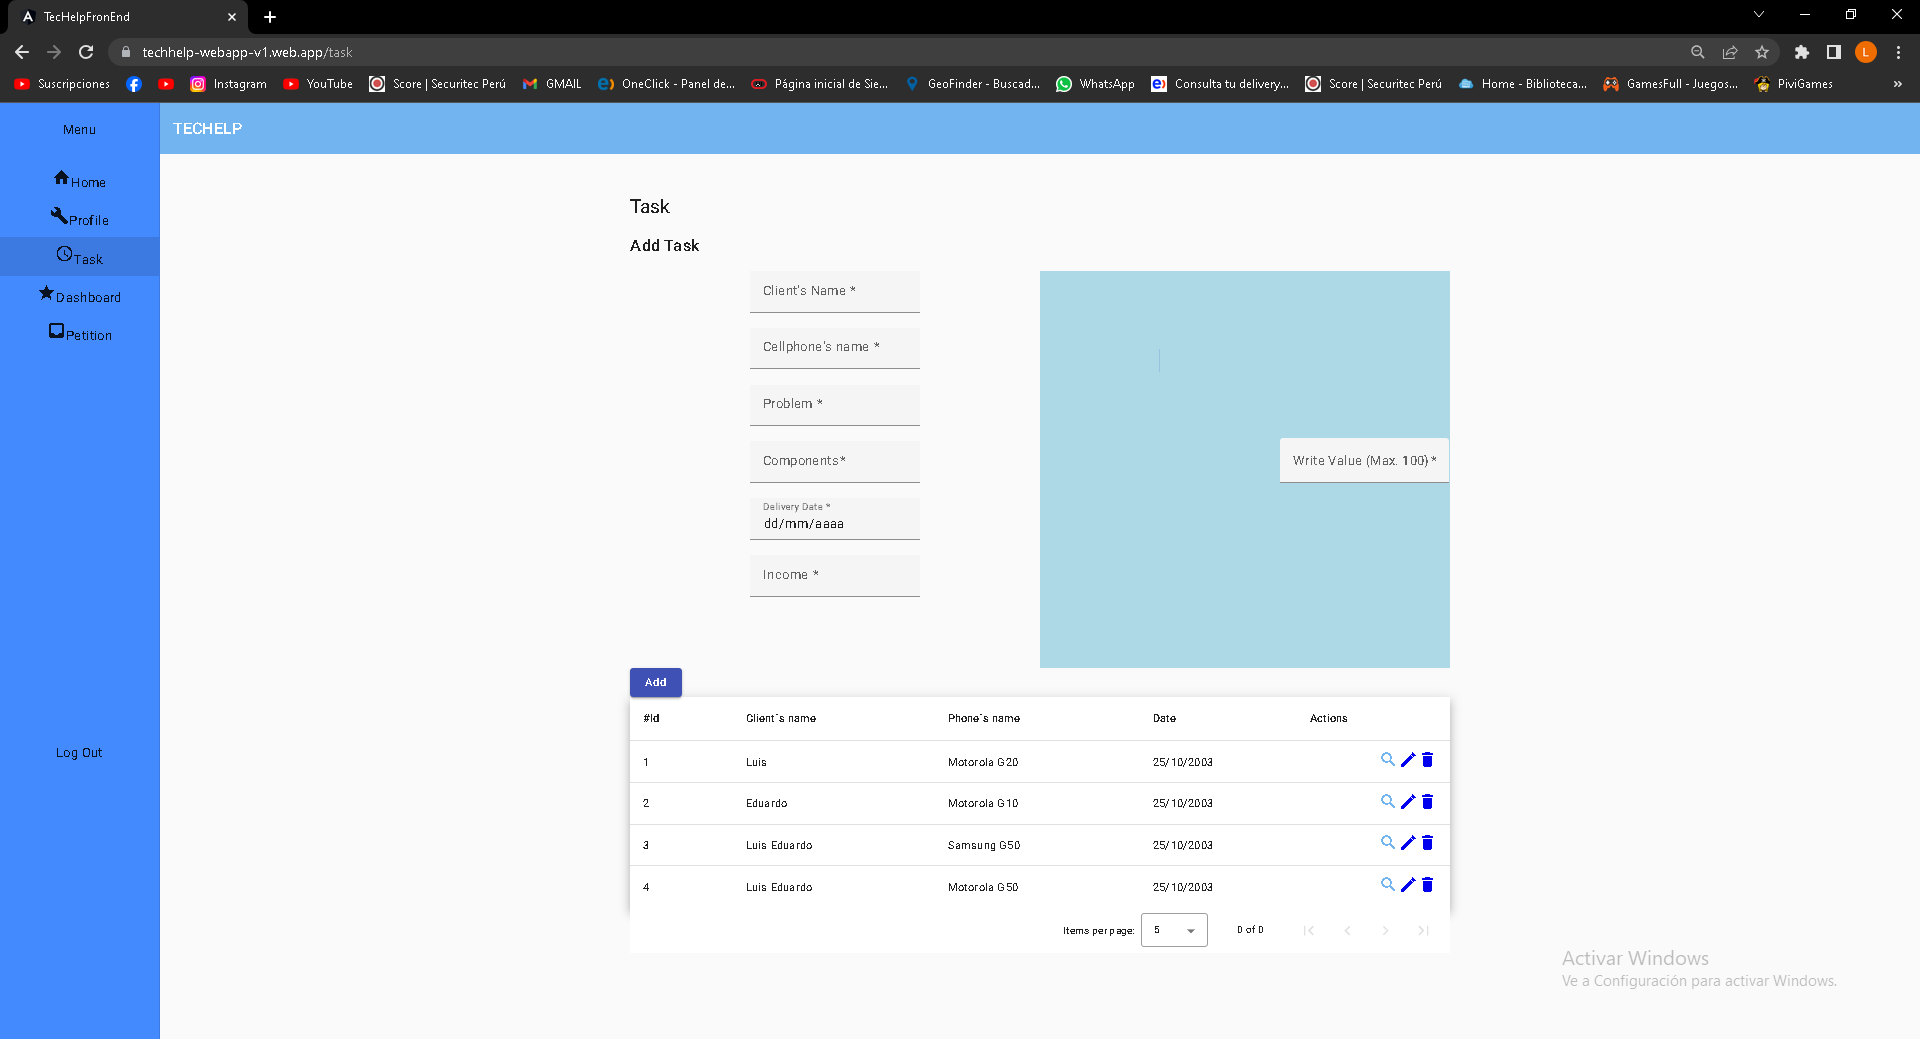 TecHelpFronEnd
techhelp-webapp-v1.web.app/task
L
Suscripciones Instagram YouTube Score | Securitec Perú GMAIL OneClick - Panel de... Página inicial de Sie... GeoFinder - Buscad... WhatsApp Consulta tu delivery... Score | Securitec Perú Home - Biblioteca... GamesFull - Juegos... PiviGames »
Menu
TECHELP
Home
Profile
Task
Dashboard
Petition
Log Out
Task
Add Task
Client's Name *
Cellphone's name *
Problem *
Components*
Delivery Date *
dd/mm/aaaa
Income *
Write Value (Max. 100) *
Add
#Id Client´s name Phone´s name Date Actions
1 Luis Motorola G20 25/10/2003
2 Eduardo Motorola G10 25/10/2003
3 Luis Eduardo Samsung G50 25/10/2003
4 Luis Eduardo Motorola G50 25/10/2003
Items per page: 5 0 of 0
Activar Windows
Ve a Configuración para activar Windows.